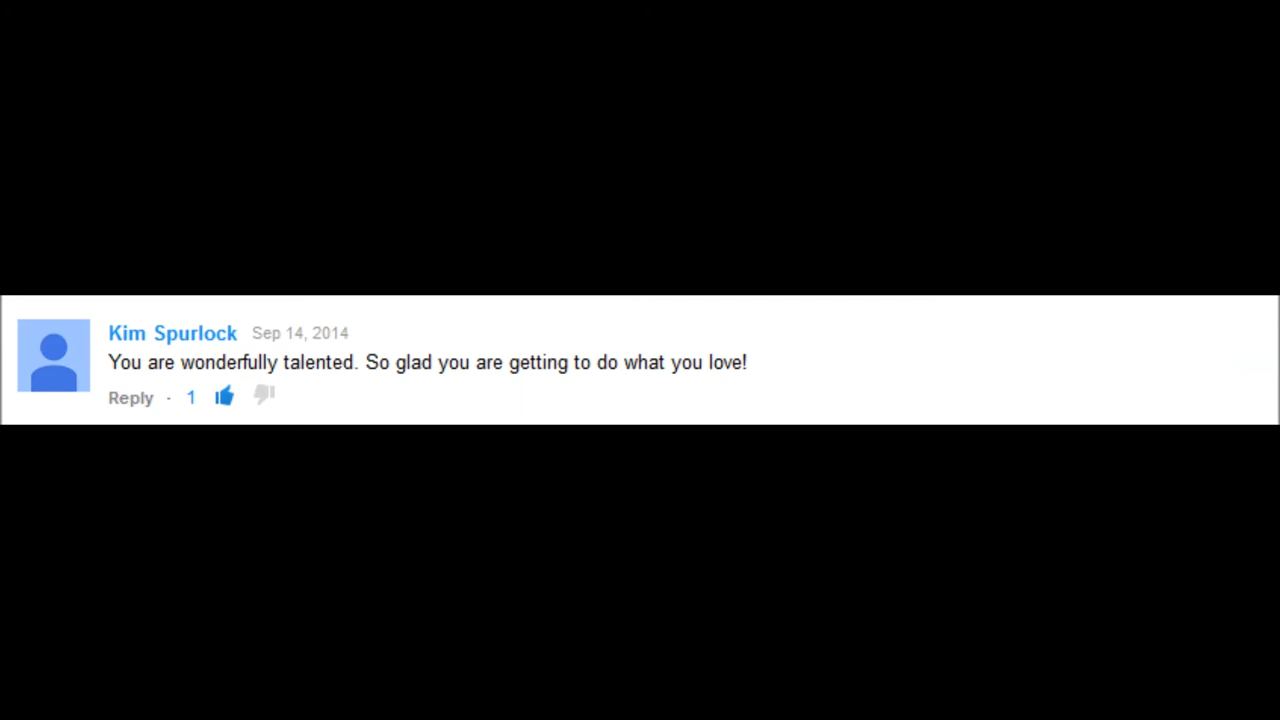 Kim Spurlock Sep 14, 2014
You are wonderfully talented. So glad you are getting to do what you love!
Reply · 1